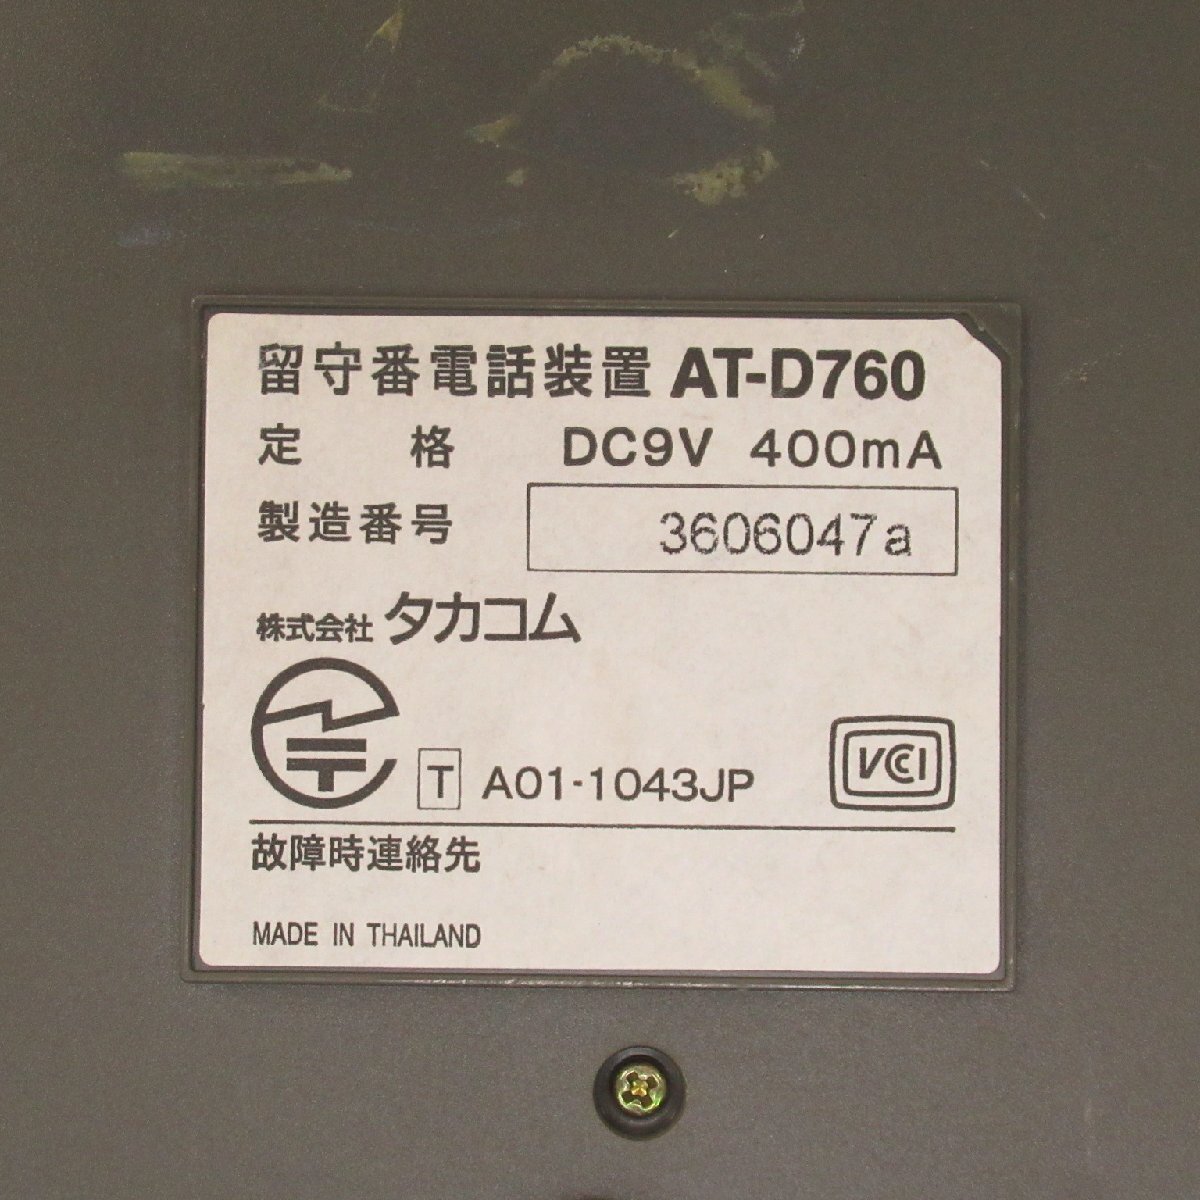 留守番電話装置 AT-D760
定格 DC9V 400mA
製造番号 3606047a
株式会社 タカコム
T A01-1043JP VCCI
故障時連絡先
MADE IN THAILAND